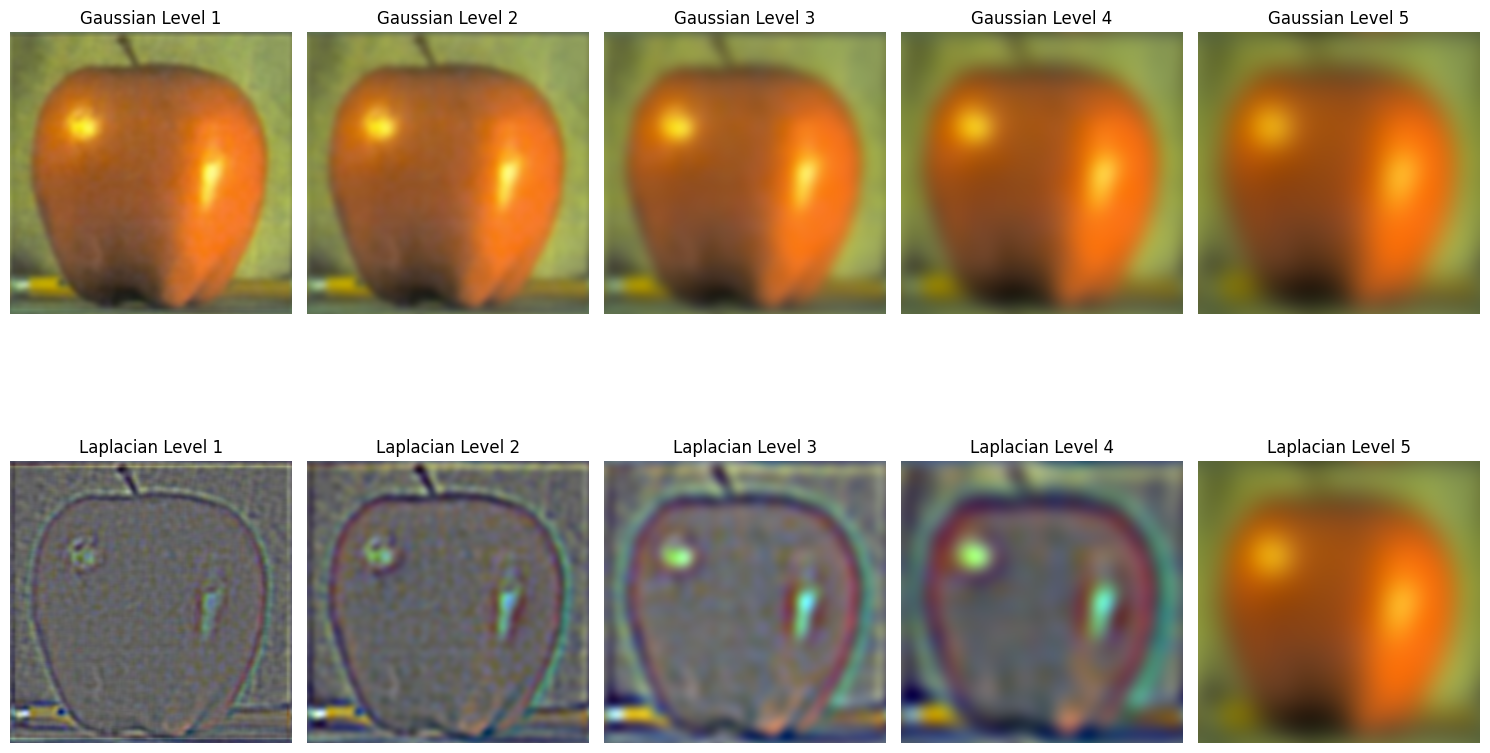 Gaussian Level 1
Gaussian Level 2
Gaussian Level 3
Gaussian Level 4
Gaussian Level 5
Laplacian Level 1
Laplacian Level 2
Laplacian Level 3
Laplacian Level 4
Laplacian Level 5